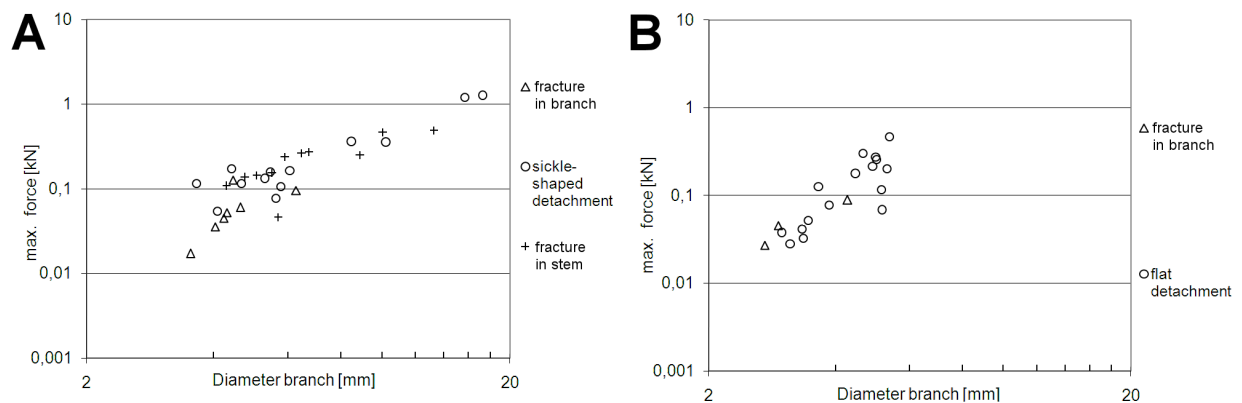 A
10
1
0,1
0,01
0,001
max. force [kN]
2
Diameter branch [mm]
20
fracture
in branch
sickle-
shaped
detachment
fracture
in stem
B
10
1
0,1
0,01
0,001
max. force [kN]
2
Diameter branch [mm]
20
fracture
in branch
flat
detachment